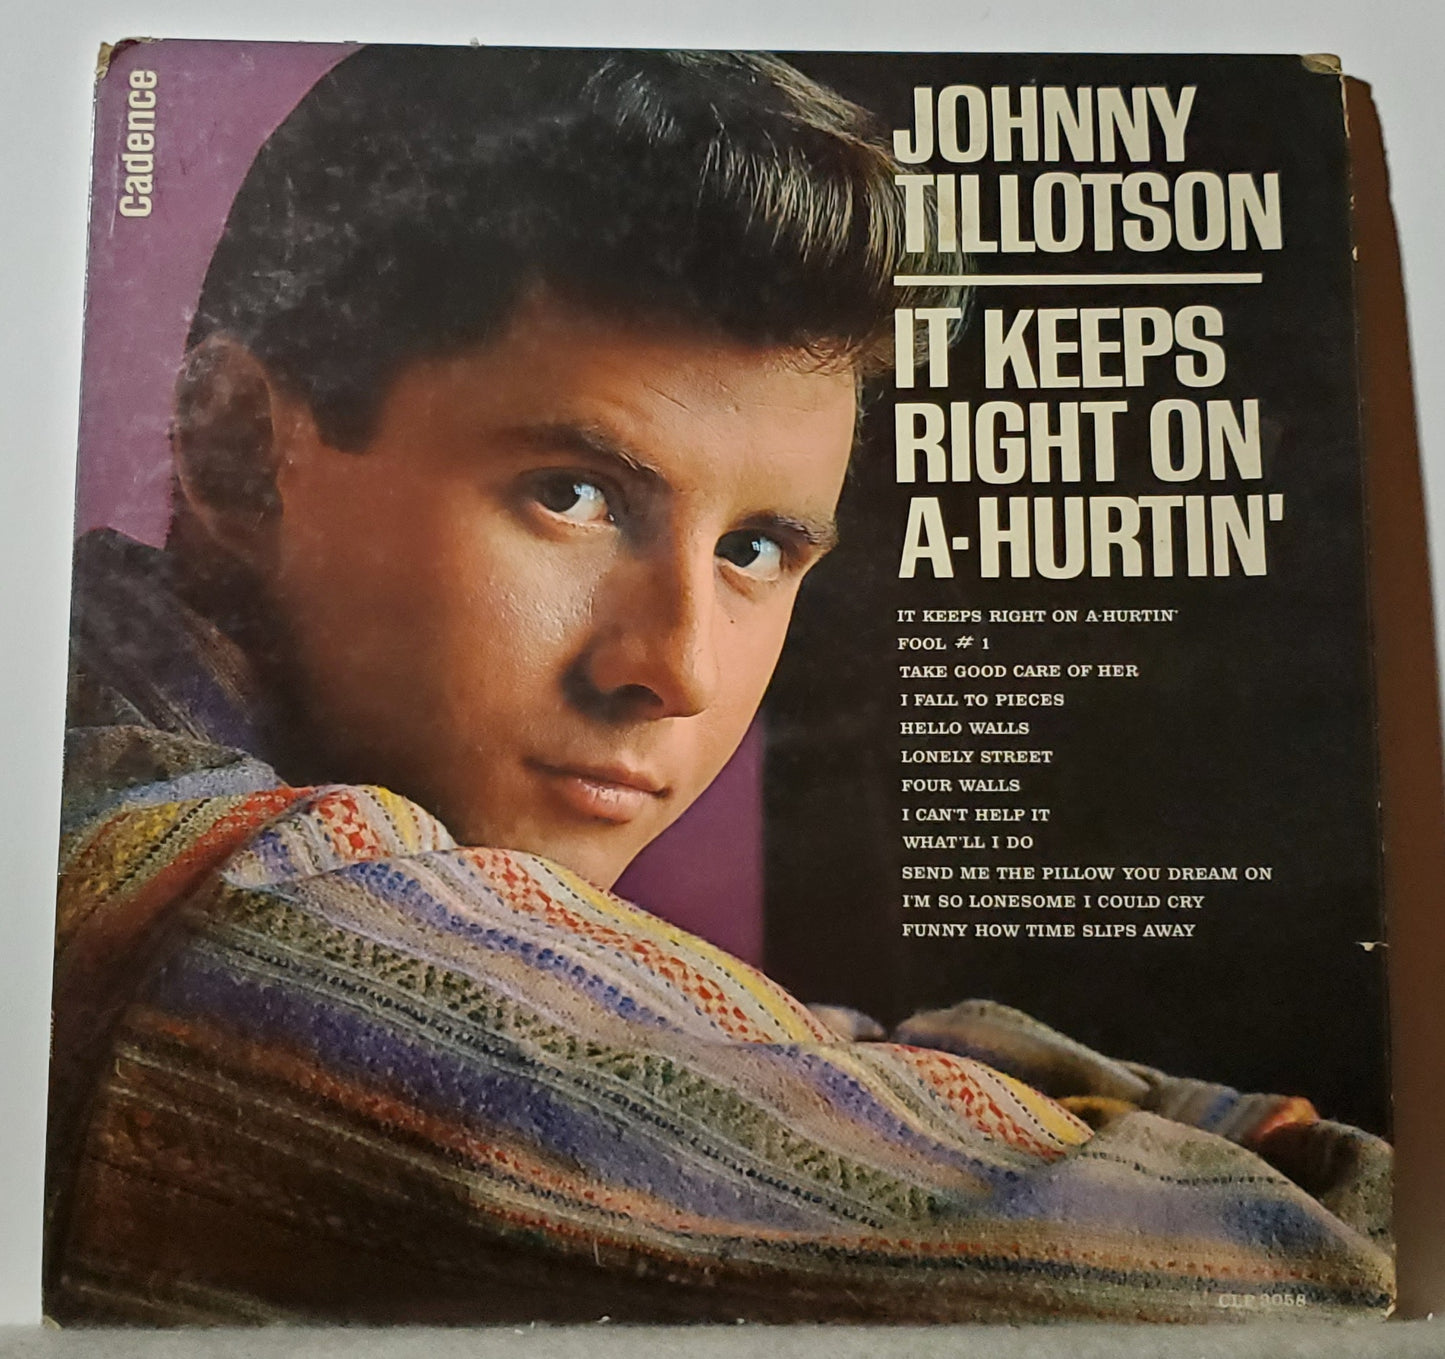 Cadence
JOHNNY
TILLOTSON
IT KEEPS
RIGHT ON
A-HURTIN'
IT KEEPS RIGHT ON A-HURTIN'
FOOL # 1
TAKE GOOD CARE OF HER
I FALL TO PIECES
HELLO WALLS
LONELY STREET
FOUR WALLS
I CAN'T HELP IT
WHAT'LL I DO
SEND ME THE PILLOW YOU DREAM ON
I'M SO LONESOME I COULD CRY
FUNNY HOW TIME SLIPS AWAY
CLP 3058